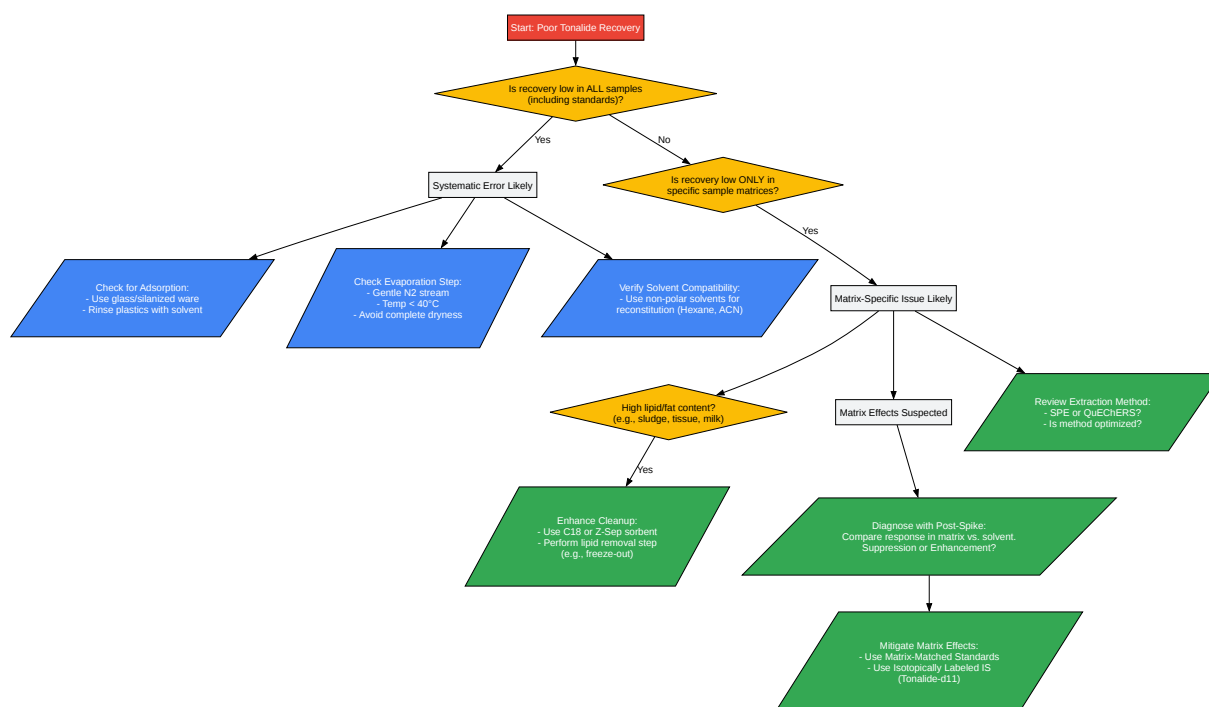 Start: Poor Tonalide Recovery
Is recovery low in ALL samples
(including standards)?
Yes
No
Systematic Error Likely
Is recovery low ONLY in
specific sample matrices?
Yes
Check for Adsorption:
- Use glass/silanized ware
- Rinse plastics with solvent
Check Evaporation Step:
- Gentle N2 stream
- Temp < 40°C
- Avoid complete dryness
Verify Solvent Compatibility:
- Use non-polar solvents for
reconstitution (Hexane, ACN)
Matrix-Specific Issue Likely
High lipid/fat content?
(e.g., sludge, tissue, milk)
Matrix Effects Suspected
Review Extraction Method:
- SPE or QuEChERS?
- Is method optimized?
Yes
Enhance Cleanup:
- Use C18 or Z-Sep sorbent
- Perform lipid removal step
(e.g., freeze-out)
Diagnose with Post-Spike:
Compare response in matrix vs. solvent.
Suppression or Enhancement?
Mitigate Matrix Effects:
- Use Matrix-Matched Standards
- Use Isotopically Labeled IS
(Tonalide-d11)